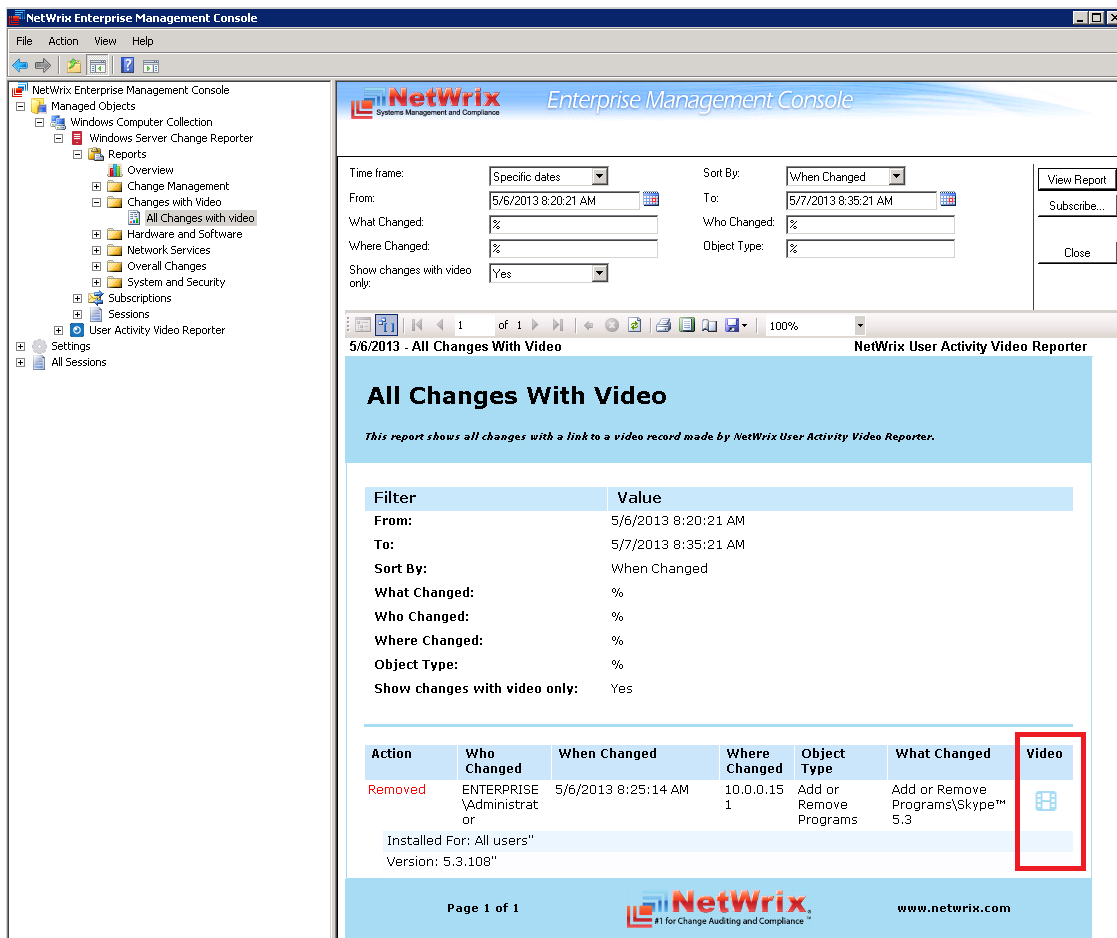 NetWrix Enterprise Management Console
File Action View Help
NetWrix Enterprise Management Console
Managed Objects
Windows Computer Collection
Windows Server Change Reporter
Reports
Overview
Change Management
Changes with Video
All Changes with video
Hardware and Software
Network Services
Overall Changes
System and Security
Subscriptions
Sessions
User Activity Video Reporter
Settings
All Sessions
NetWrix
Systems Management and Compliance
Enterprise Management Console
Time frame: Specific dates Sort By: When Changed
From: 5/6/2013 8:20:21 AM To: 5/7/2013 8:35:21 AM
What Changed: % Who Changed: %
Where Changed: % Object Type: %
Show changes with video
only: Yes
View Report
Subscribe...
Close
1 of 1 100%
5/6/2013 - All Changes With Video NetWrix User Activity Video Reporter
All Changes With Video
This report shows all changes with a link to a video record made by NetWrix User Activity Video Reporter.
Filter Value
From: 5/6/2013 8:20:21 AM
To: 5/7/2013 8:35:21 AM
Sort By: When Changed
What Changed: %
Who Changed: %
Where Changed: %
Object Type: %
Show changes with video only: Yes
Action Who Changed When Changed Where Changed Object Type What Changed Video
Removed ENTERPRISE 5/6/2013 8:25:14 AM 10.0.0.15 Add or Add or Remove
\Administrat 1 Remove Programs\Skype™
or Programs 5.3
Installed For: All users"
Version: 5.3.108"
Page 1 of 1
NetWrix
#1 for Change Auditing and Compliance ™
www.netwrix.com